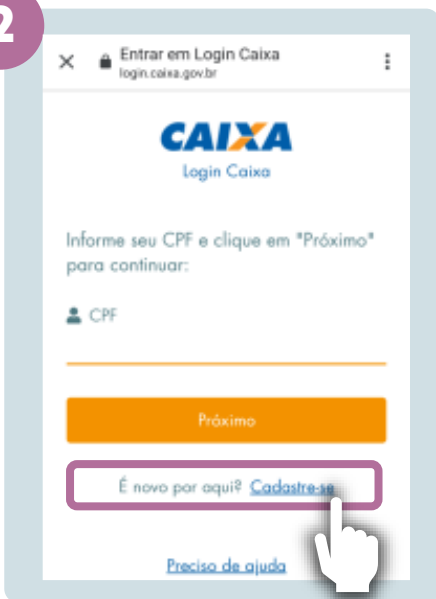 2
Entrar em Login Caixa
login.caixa.gov.br
CAIXA
Login Caixa
Informe seu CPF e clique em "Próximo"
para continuar:
CPF
Próximo
É novo por aqui? Cadastre-se
Preciso de ajuda